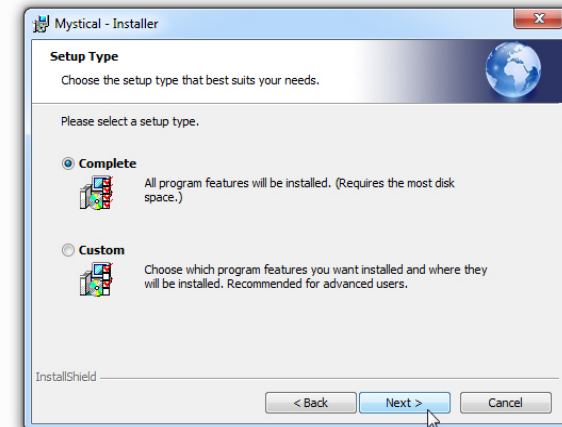 Mystical - Installer
Setup Type
Choose the setup type that best suits your needs.
Please select a setup type.
Complete
All program features will be installed. (Requires the most disk
space.)
Custom
Choose which program features you want installed and where they
will be installed. Recommended for advanced users.
InstallShield
< Back Next > Cancel